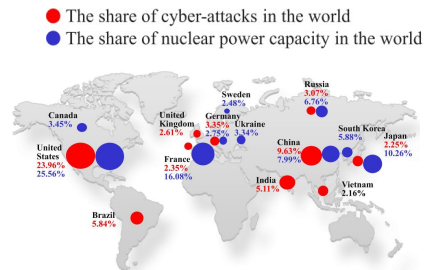 The share of cyber-attacks in the world
The share of nuclear power capacity in the world
Russia
3.07%
6.76%
Sweden
2.48%
Canada
3.45%
United
Kingdom
2.61%
Germany
3.35%
2.75%
Ukraine
3.34%
United
States
23.96%
25.56%
France
2.35%
16.08%
China
9.63%
7.99%
South Korea
5.88%
Japan
2.25%
10.26%
India
5.11%
Vietnam
2.16%
Brazil
5.84%